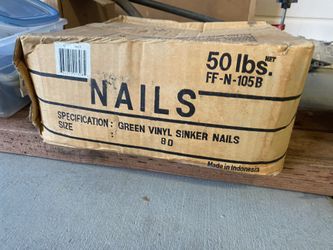 50 lbs. NET
FF-N-105B
NAILS
SPECIFICATION : GREEN VINYL SINKER NAILS
SIZE : 8D
Made in Indonesia